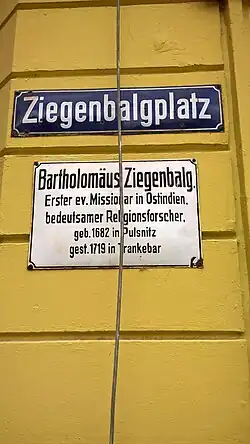 Ziegenbalgplatz
Bartholomäus Ziegenbalg,
Erster ev. Missionar in Ostindien,
bedeutsamer Religionsforscher,
geb. 1682 in Pulsnitz
gest. 1719 in Trankebar